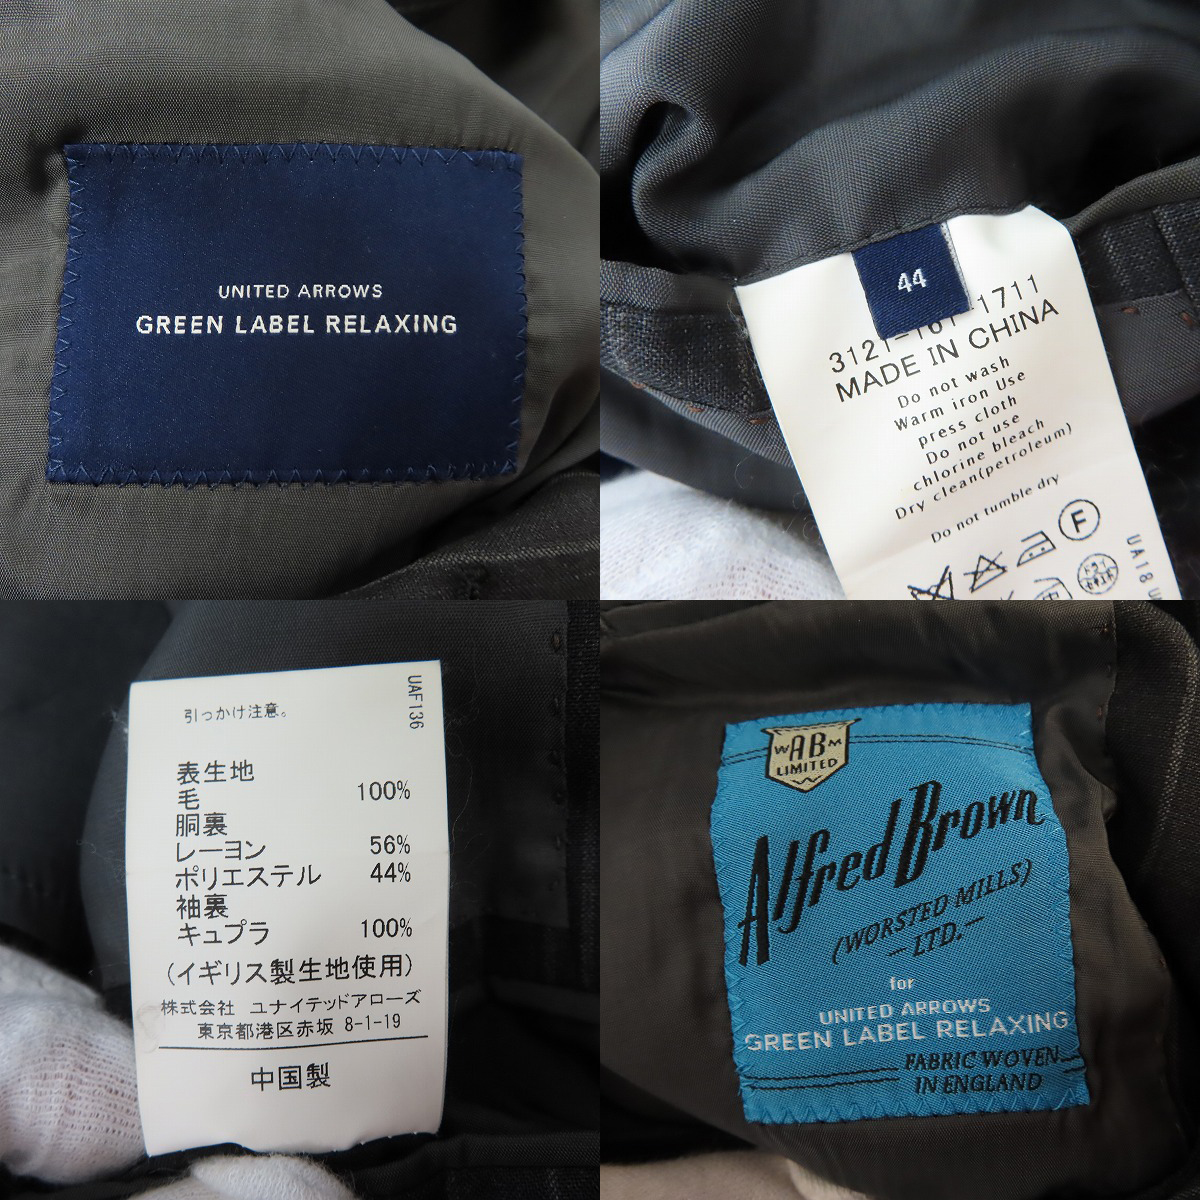 UNITED ARROWS
GREEN LABEL RELAXING
44
3121-161-1711
MADE IN CHINA
Do not wash
Warm iron Use
press cloth
Do not use
chlorine bleach
Dry clean(petroleum)
Do not tumble dry
F
UA18
UAF136
引っかけ注意。
表生地
毛 100%
胴裏
レーヨン 56%
ポリエステル 44%
袖裏
キュプラ 100%
(イギリス製生地使用)
株式会社 ユナイテッドアローズ
東京都港区赤坂 8-1-19
中国製
WABM
LIMITED
Alfred Brown
(WORSTED MILLS)
LTD.
for
UNITED ARROWS
GREEN LABEL RELAXING
FABRIC WOVEN
IN ENGLAND